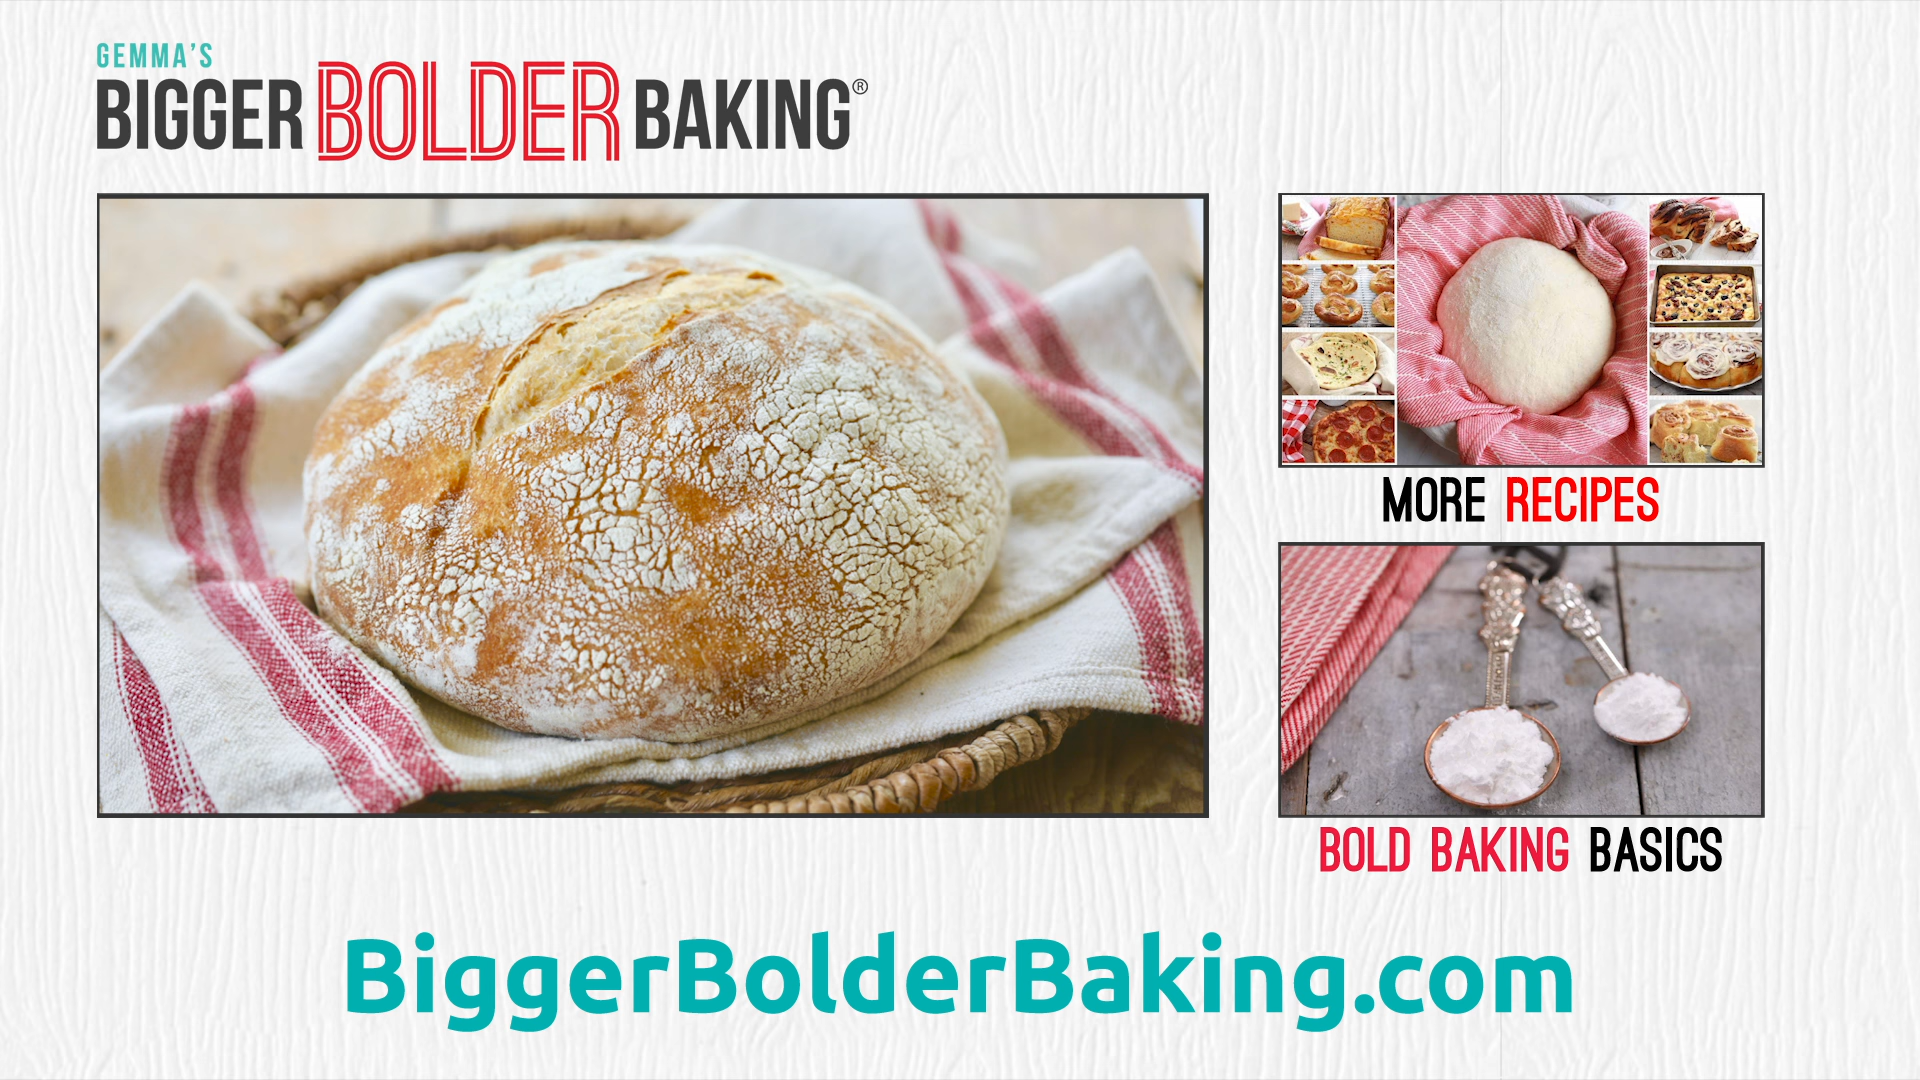 GEMMA'S
BIGGER BOLDER BAKING®
MORE RECIPES
BOLD BAKING BASICS
BiggerBolderBaking.com